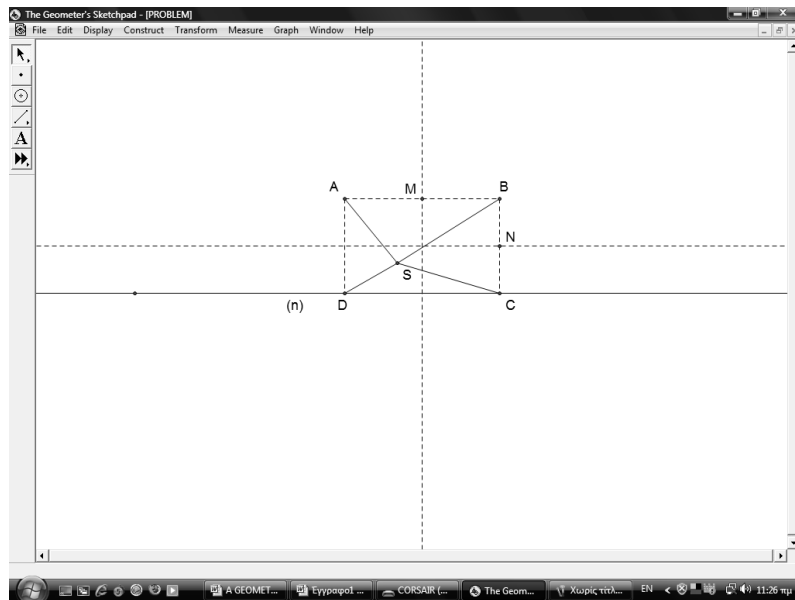 The Geometer's Sketchpad - [PROBLEM]
File Edit Display Construct Transform Measure Graph Window Help
A
A M B
N
S
(n) D C
A GEOMET... Έγγραφο1 ... CORSAIR (... The Geom... Χωρίς τίτλ... EN 11:26 πμ